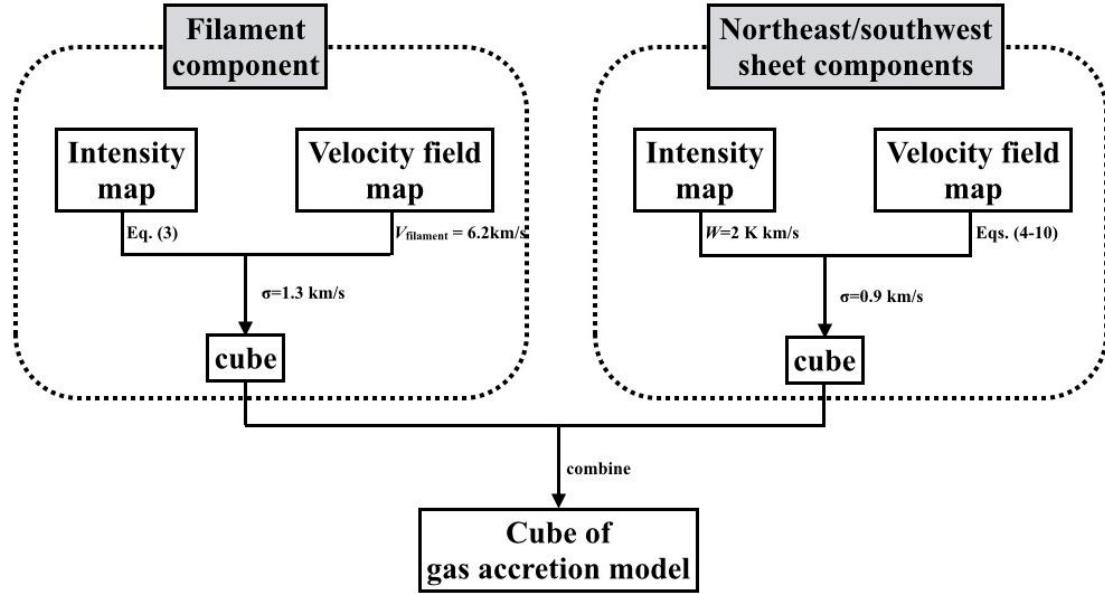 Filament
component
Northeast/southwest
sheet components
Intensity
map
Velocity field
map
Intensity
map
Velocity field
map
Eq. (3)
Vfilament = 6.2km/s
W=2 K km/s
Eqs. (4-10)
σ=1.3 km/s
σ=0.9 km/s
cube
cube
combine
Cube of
gas accretion model